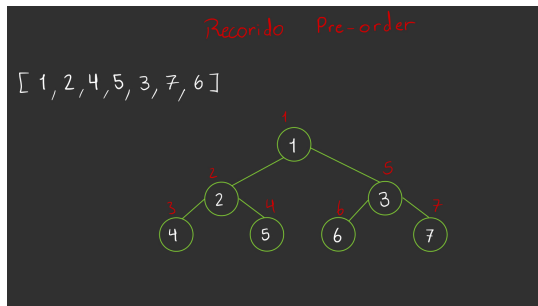 Recorido Pre-order
[ 1, 2, 4, 5, 3, 7, 6 ]
1
1
2 5
2 3
3 4 6 7
4 5 6 7